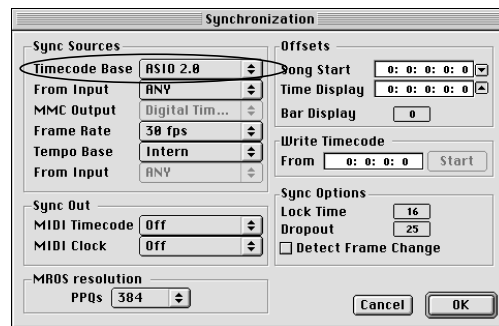 Synchronization
Sync Sources
Timecode Base ASIO 2.0
From Input ANY
MMC Output Digital Tim...
Frame Rate 30 fps
Tempo Base Intern
From Input ANY
Sync Out
MIDI Timecode Off
MIDI Clock Off
MROS resolution
PPQs 384
Offsets
Song Start 0: 0: 0: 0: 0
Time Display 0: 0: 0: 0: 0
Bar Display 0
Write Timecode
From 0: 0: 0: 0 Start
Sync Options
Lock Time 16
Dropout 25
Detect Frame Change
Cancel OK